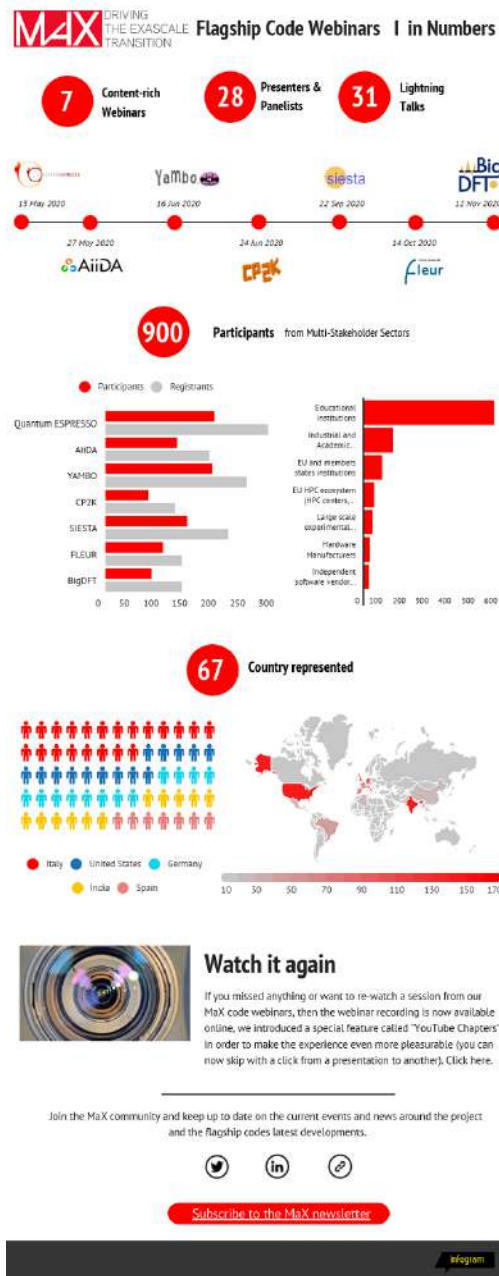 MAX DRIVING
THE EXASCALE
TRANSITION
Flagship Code Webinars I in Numbers
7 Content-rich
Webinars
28 Presenters &
Panelists
31 Lightning
Talks
Yambo
siesta
Big
DFT
15 May 2020
16 Jun 2020
22 Sep 2020
12 Nov 2020
27 May 2020
24 Jun 2020
14 Oct 2020
AiiDA
CP2K
fleur
900 Participants from Multi-Stakeholder Sectors
Participants Registrants
Quantum ESPRESSO
AiiDA
YAMBO
CP2K
SIESTA
FLEUR
BigDFT
0 50 100 150 200 250 300
Educational
institutions
Industrial and
Academic...
EU and members
states institutions
EU HPC ecosystem
(HPC centers,..
Large scale
experimental...
Hardware
Manufacturers
Independent
software vendor...
0 100 200 300 400 500 600
67 Country represented
Italy United States Germany
India Spain
10 30 50 70 90 110 130 150 170
Watch it again
If you missed anything or want to re-watch a session from our
MaX code webinars, then the webinar recording is now available
online, we introduced a special feature called "YouTube Chapters"
in order to make the experience even more pleasurable (you can
now skip with a click from a presentation to another). Click here.
Join the MaX community and keep up to date on the current events and news around the project
and the flagship codes latest developments.
in
Subscribe to the MaX newsletter
infogram